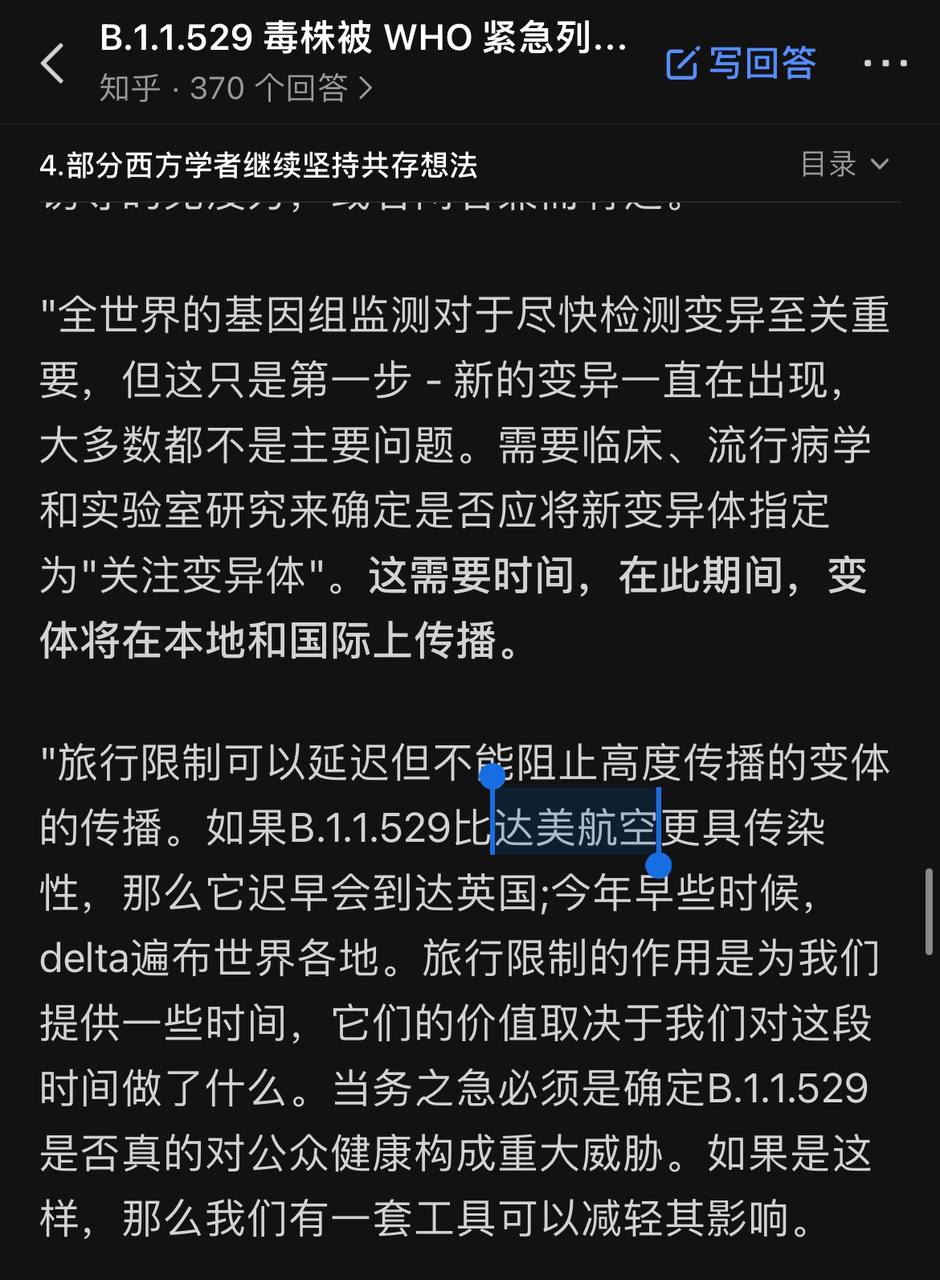 B.1.1.529 毒株被 WHO 紧急列...
写回答
知乎 · 370 个回答
4.部分西方学者继续坚持共存想法
目录
"全世界的基因组监测对于尽快检测变异至关重
要，但这只是第一步 - 新的变异一直在出现，
大多数都不是主要问题。需要临床、流行病学
和实验室研究来确定是否应将新变异体指定
为"关注变异体"。这需要时间，在此期间，变
体将在本地和国际上传播。
"旅行限制可以延迟但不能阻止高度传播的变体
的传播。如果B.1.1.529比达美航空更具传染
性，那么它迟早会到达英国;今年早些时候，
delta遍布世界各地。旅行限制的作用是为我们
提供一些时间，它们的价值取决于我们对这段
时间做了什么。当务之急必须是确定B.1.1.529
是否真的对公众健康构成重大威胁。如果是这
样，那么我们有一套工具可以减轻其影响。